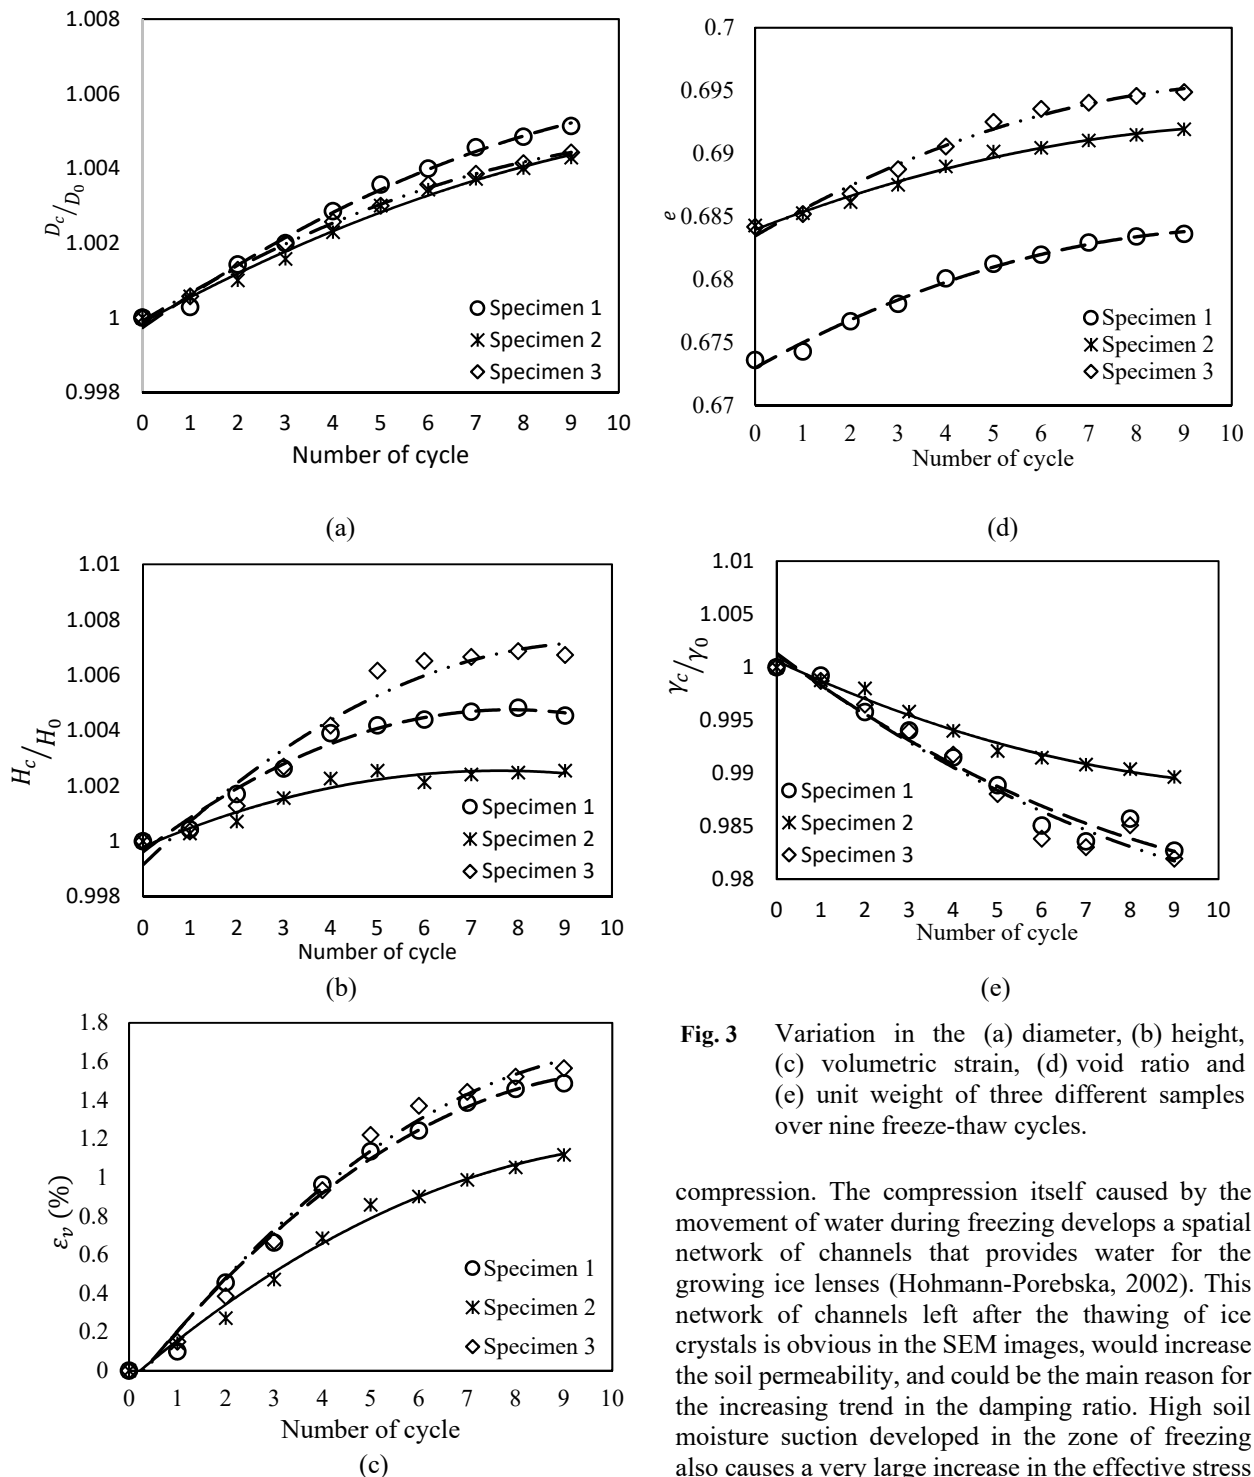 1.008
1.006
1.004
1.002
1
0.998
D_c/D_0
Specimen 1
Specimen 2
Specimen 3
0 1 2 3 4 5 6 7 8 9 10
Number of cycle
(a)
1.01
1.008
1.006
1.004
1.002
1
0.998
H_c/H_0
Specimen 1
Specimen 2
Specimen 3
0 1 2 3 4 5 6 7 8 9 10
Number of cycle
(b)
1.8
1.6
1.4
1.2
1
0.8
0.6
0.4
0.2
0
ε_v (%)
Specimen 1
Specimen 2
Specimen 3
0 1 2 3 4 5 6 7 8 9 10
Number of cycle
(c)
0.7
0.695
0.69
0.685
0.68
0.675
0.67
e
Specimen 1
Specimen 2
Specimen 3
0 1 2 3 4 5 6 7 8 9 10
Number of cycle
(d)
1.01
1.005
1
0.995
0.99
0.985
0.98
γ_c/γ_0
Specimen 1
Specimen 2
Specimen 3
0 1 2 3 4 5 6 7 8 9 10
Number of cycle
(e)
Fig. 3 Variation in the (a) diameter, (b) height,
(c) volumetric strain, (d) void ratio and
(e) unit weight of three different samples
over nine freeze-thaw cycles.
compression. The compression itself caused by the
movement of water during freezing develops a spatial
network of channels that provides water for the
growing ice lenses (Hohmann-Porebska, 2002). This
network of channels left after the thawing of ice
crystals is obvious in the SEM images, would increase
the soil permeability, and could be the main reason for
the increasing trend in the damping ratio. High soil
moisture suction developed in the zone of freezing
also causes a very large increase in the effective stress